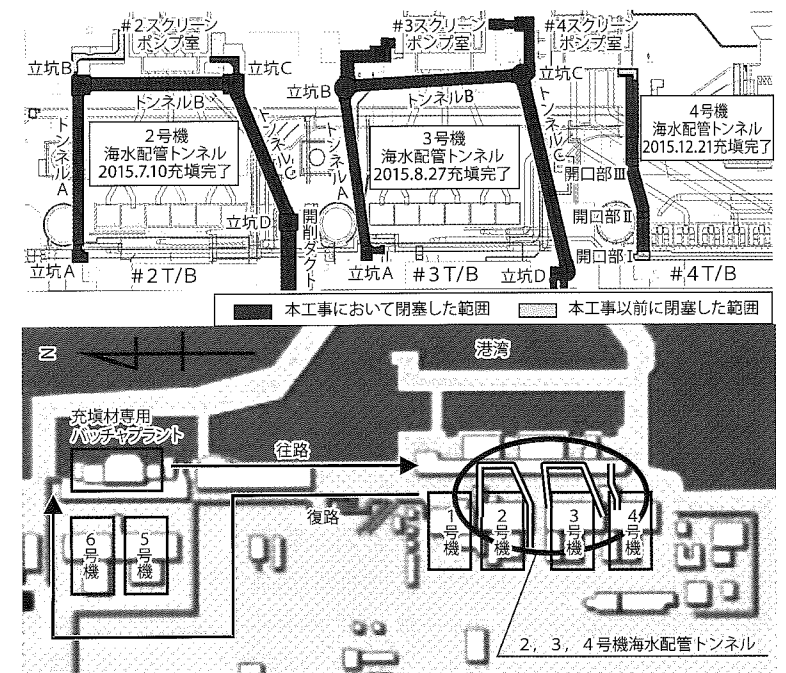 #2スクリーン
ポンプ室
#3スクリーン
ポンプ室
#4スクリーン
ポンプ室
立坑B
立坑C
立坑B
立坑C
トンネルB
トンネルB
トンネルA
トンネルC
トンネルA
トンネルC
2号機
海水配管トンネル
2015.7.10充塡完了
3号機
海水配管トンネル
2015.8.27充塡完了
4号機
海水配管トンネル
2015.12.21充塡完了
開口部Ⅲ
開口部Ⅱ
開口部Ⅰ
立坑D
開削ダクト
立坑A
#2T/B
立坑A
#3T/B
立坑D
#4T/B
本工事において閉塞した範囲
本工事以前に閉塞した範囲
N
港湾
充塡材専用
バッチャプラント
往路
復路
6号機
5号機
1号機
2号機
3号機
4号機
2，3，4号機海水配管トンネル